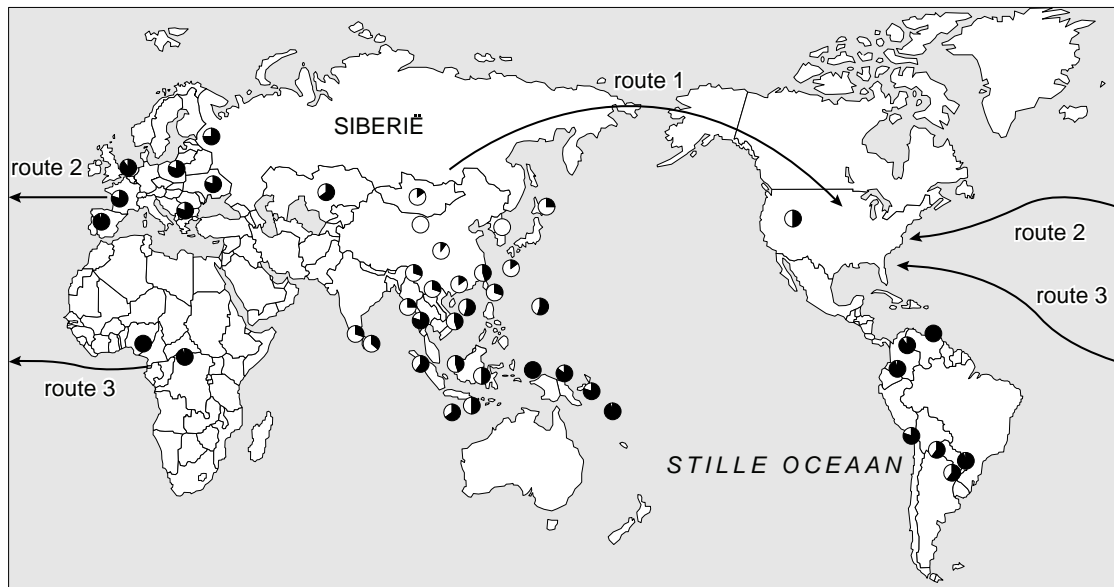 route 1
SIBERIË
route 2
route 2
route 3
route 3
STILLE OCEAAN